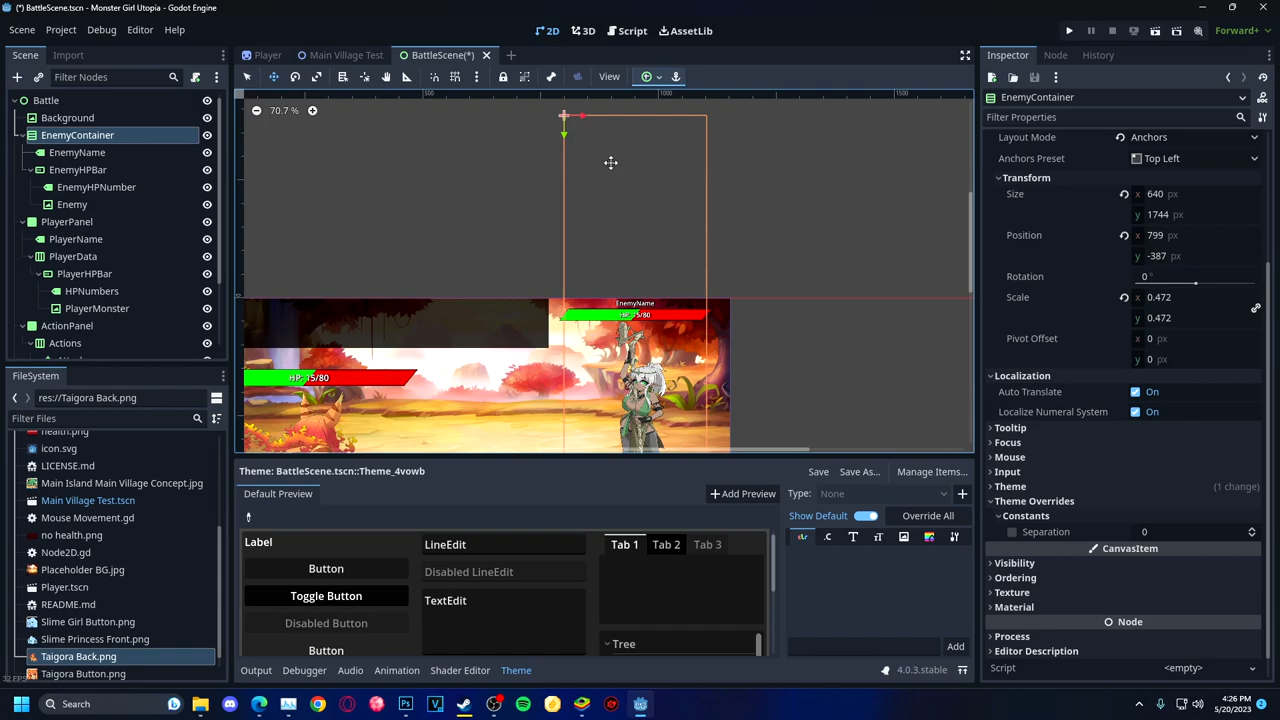 (*) BattleScene.tscn - Monster Girl Utopia - Godot Engine
Scene Project Debug Editor Help
2D 3D Script AssetLib
Forward+
Scene Import
Filter Nodes
Battle
Background
EnemyContainer
EnemyName
EnemyHPBar
EnemyHPNumber
Enemy
PlayerPanel
PlayerName
PlayerData
PlayerHPBar
HPNumbers
PlayerMonster
ActionPanel
Actions
FileSystem
res://Taigora Back.png
Filter Files
health.png
icon.svg
LICENSE.md
Main Island Main Village Concept.jpg
Main Village Test.tscn
Mouse Movement.gd
no health.png
Node2D.gd
Placeholder BG.jpg
Player.tscn
README.md
Slime Girl Button.png
Slime Princess Front.png
Taigora Back.png
Taigora Button.png
Player Main Village Test BattleScene(*)
View
500 1000 1500
70.7 %
EnemyName
HP: 15/80
HP: 15/80
Theme: BattleScene.tscn::Theme_4vowb
Save Save As... Manage Items...
Default Preview
Add Preview
Type: None
Show Default
Override All
Label
Button
Toggle Button
Disabled Button
Button
LineEdit
Disabled LineEdit
TextEdit
Tab 1 Tab 2 Tab 3
Tree
Add
Output Debugger Audio Animation Shader Editor Theme
4.0.3.stable
Inspector Node History
EnemyContainer
Filter Properties
Layout Mode Anchors
Anchors Preset Top Left
Transform
Size x 640 px
y 1744 px
Position x 799 px
y -387 px
Rotation 0 °
Scale x 0.472
y 0.472
Pivot Offset x 0 px
y 0 px
Localization
Auto Translate On
Localize Numeral System On
Tooltip
Focus
Mouse
Input
Theme (1 change)
Theme Overrides
Constants
Separation 0
CanvasItem
Visibility
Ordering
Texture
Material
Node
Process
Editor Description
Script <empty>
Search
4:26 PM
5/20/2023